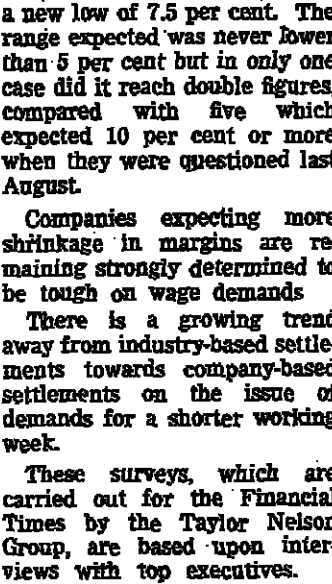 a new low of 7.5 per cent. The
range expected was never lower
than 5 per cent but in only one
case did it reach double figures,
compared with five which
expected 10 per cent or more
when they were questioned last
August.
Companies expecting more
shrinkage in margins are re
maining strongly determined to
be tough on wage demands
There is a growing trend
away from industry-based settle
ments towards company-based
settlements on the issue of
demands for a shorter working
week.
These surveys, which are
carried out for the Financial
Times by the Taylor Nelson
Group, are based upon inter
views with top executives.